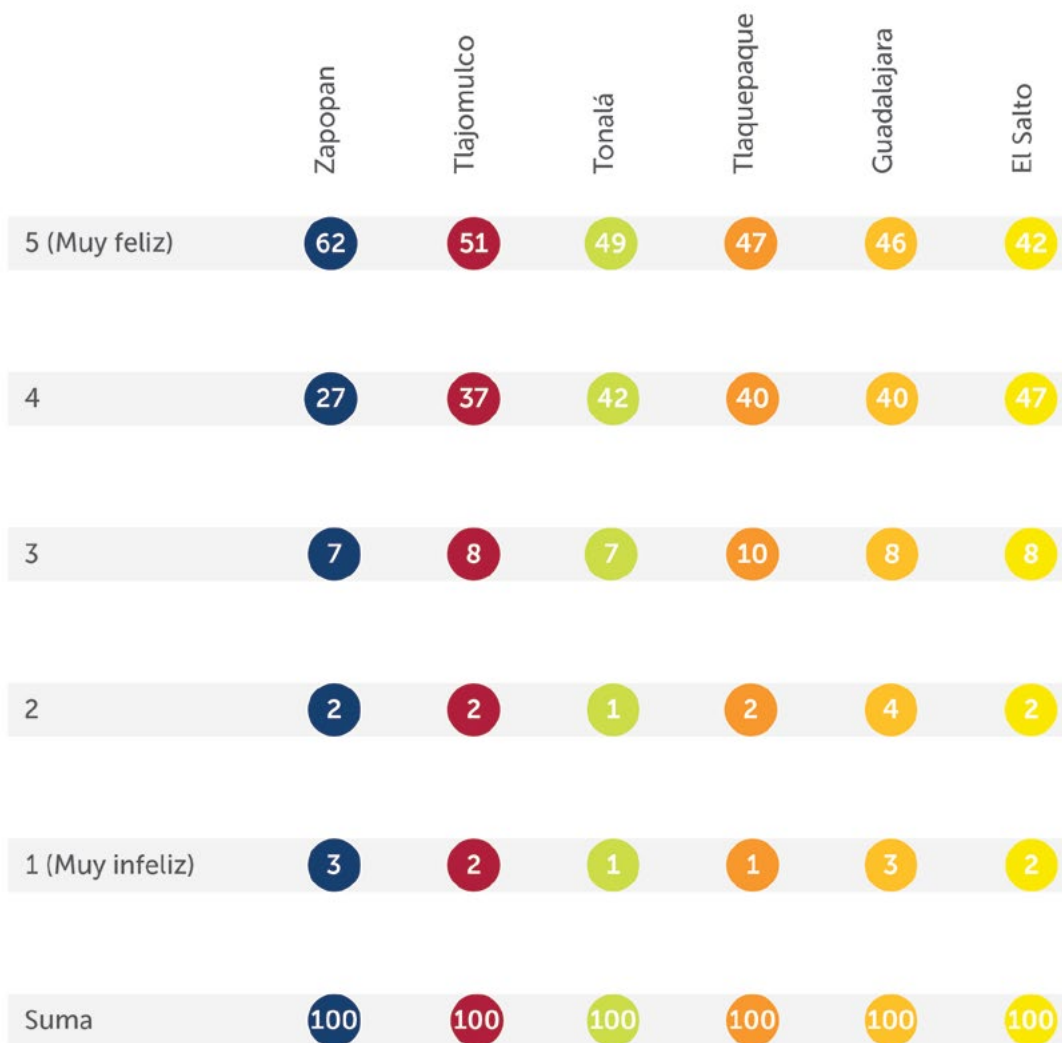 Zapopan Tlajomulco Tonalá Tlaquepaque Guadalajara El Salto
5 (Muy feliz) 62 51 49 47 46 42
4 27 37 42 40 40 47
3 7 8 7 10 8 8
2 2 2 1 2 4 2
1 (Muy infeliz) 3 2 1 1 3 2
Suma 100 100 100 100 100 100